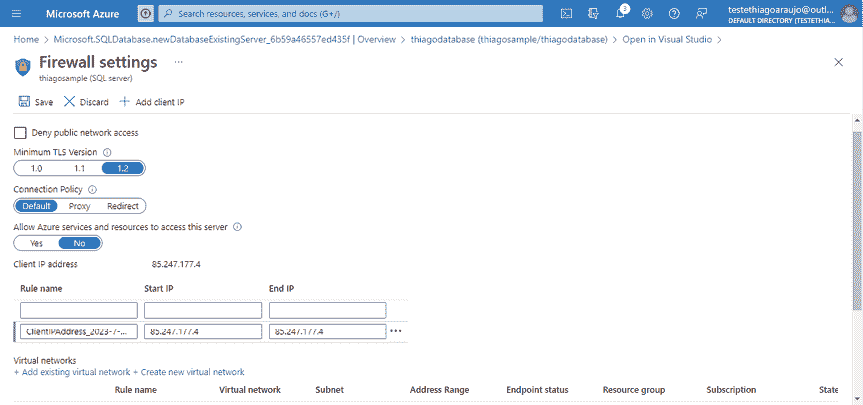 Microsoft Azure
Search resources, services, and docs (G+/)
3
testethiagoaraujo@outl...
DEFAULT DIRECTORY (TESTETHIA...
Home > Microsoft.SQLDatabase.newDatabaseExistingServer_6b59a46557ed435f | Overview > thiagodatabase (thiagosample/thiagodatabase) > Open in Visual Studio >
Firewall settings ...
thiagosample (SQL server)
Save Discard + Add client IP
Deny public network access
Minimum TLS Version
1.0 1.1 1.2
Connection Policy
Default Proxy Redirect
Allow Azure services and resources to access this server
Yes No
Client IP address 85.247.177.4
Rule name Start IP End IP
ClientIPAddress_2023-7-... 85.247.177.4 85.247.177.4 ...
Virtual networks
+ Add existing virtual network + Create new virtual network
Rule name Virtual network Subnet Address Range Endpoint status Resource group Subscription State